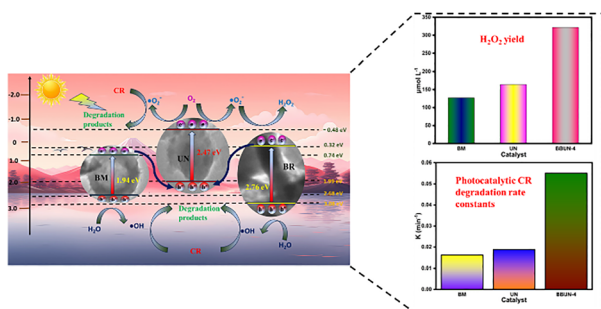 CR
•O₂⁻
O₂
•O₂⁻
H₂O₂
Degradation
products
-2.0
-1.0
0
1.0
2.0
3.0
-0.46 eV
0.32 eV
0.74 eV
BM
UN
BR
1.94 eV
2.47 eV
2.76 eV
Degradation
products
H₂O
•OH
CR
•OH
H₂O
H₂O₂ yield
μmol L⁻¹
350
300
250
200
150
100
50
0
BM
UN
BBUN-4
Catalyst
Photocatalytic CR
degradation rate
constants
K (min⁻¹)
0.06
0.05
0.04
0.03
0.02
0.01
0.00
BM
UN
BBUN-4
Catalyst